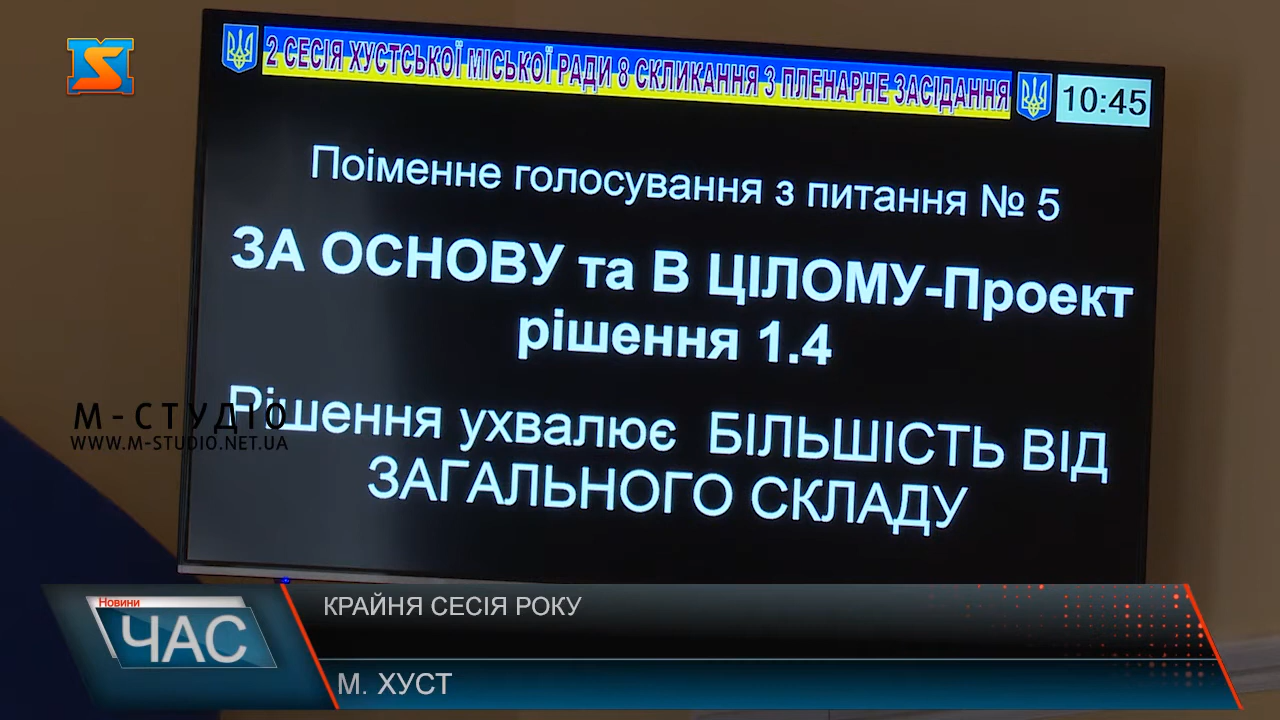 2 СЕСІЯ ХУСТСЬКОЇ МІСЬКОЇ РАДИ 8 СКЛИКАННЯ 3 ПЛЕНАРНЕ ЗАСІДАННЯ
10:45
Поіменне голосування з питання № 5
ЗА ОСНОВУ та В ЦІЛОМУ-Проект
рішення 1.4
Рішення ухвалює БІЛЬШІСТЬ ВІД
ЗАГАЛЬНОГО СКЛАДУ
М-СТУДІО
WWW.M-STUDIO.NET.UA
Новини
ЧАС
КРАЙНЯ СЕСІЯ РОКУ
М. ХУСТ